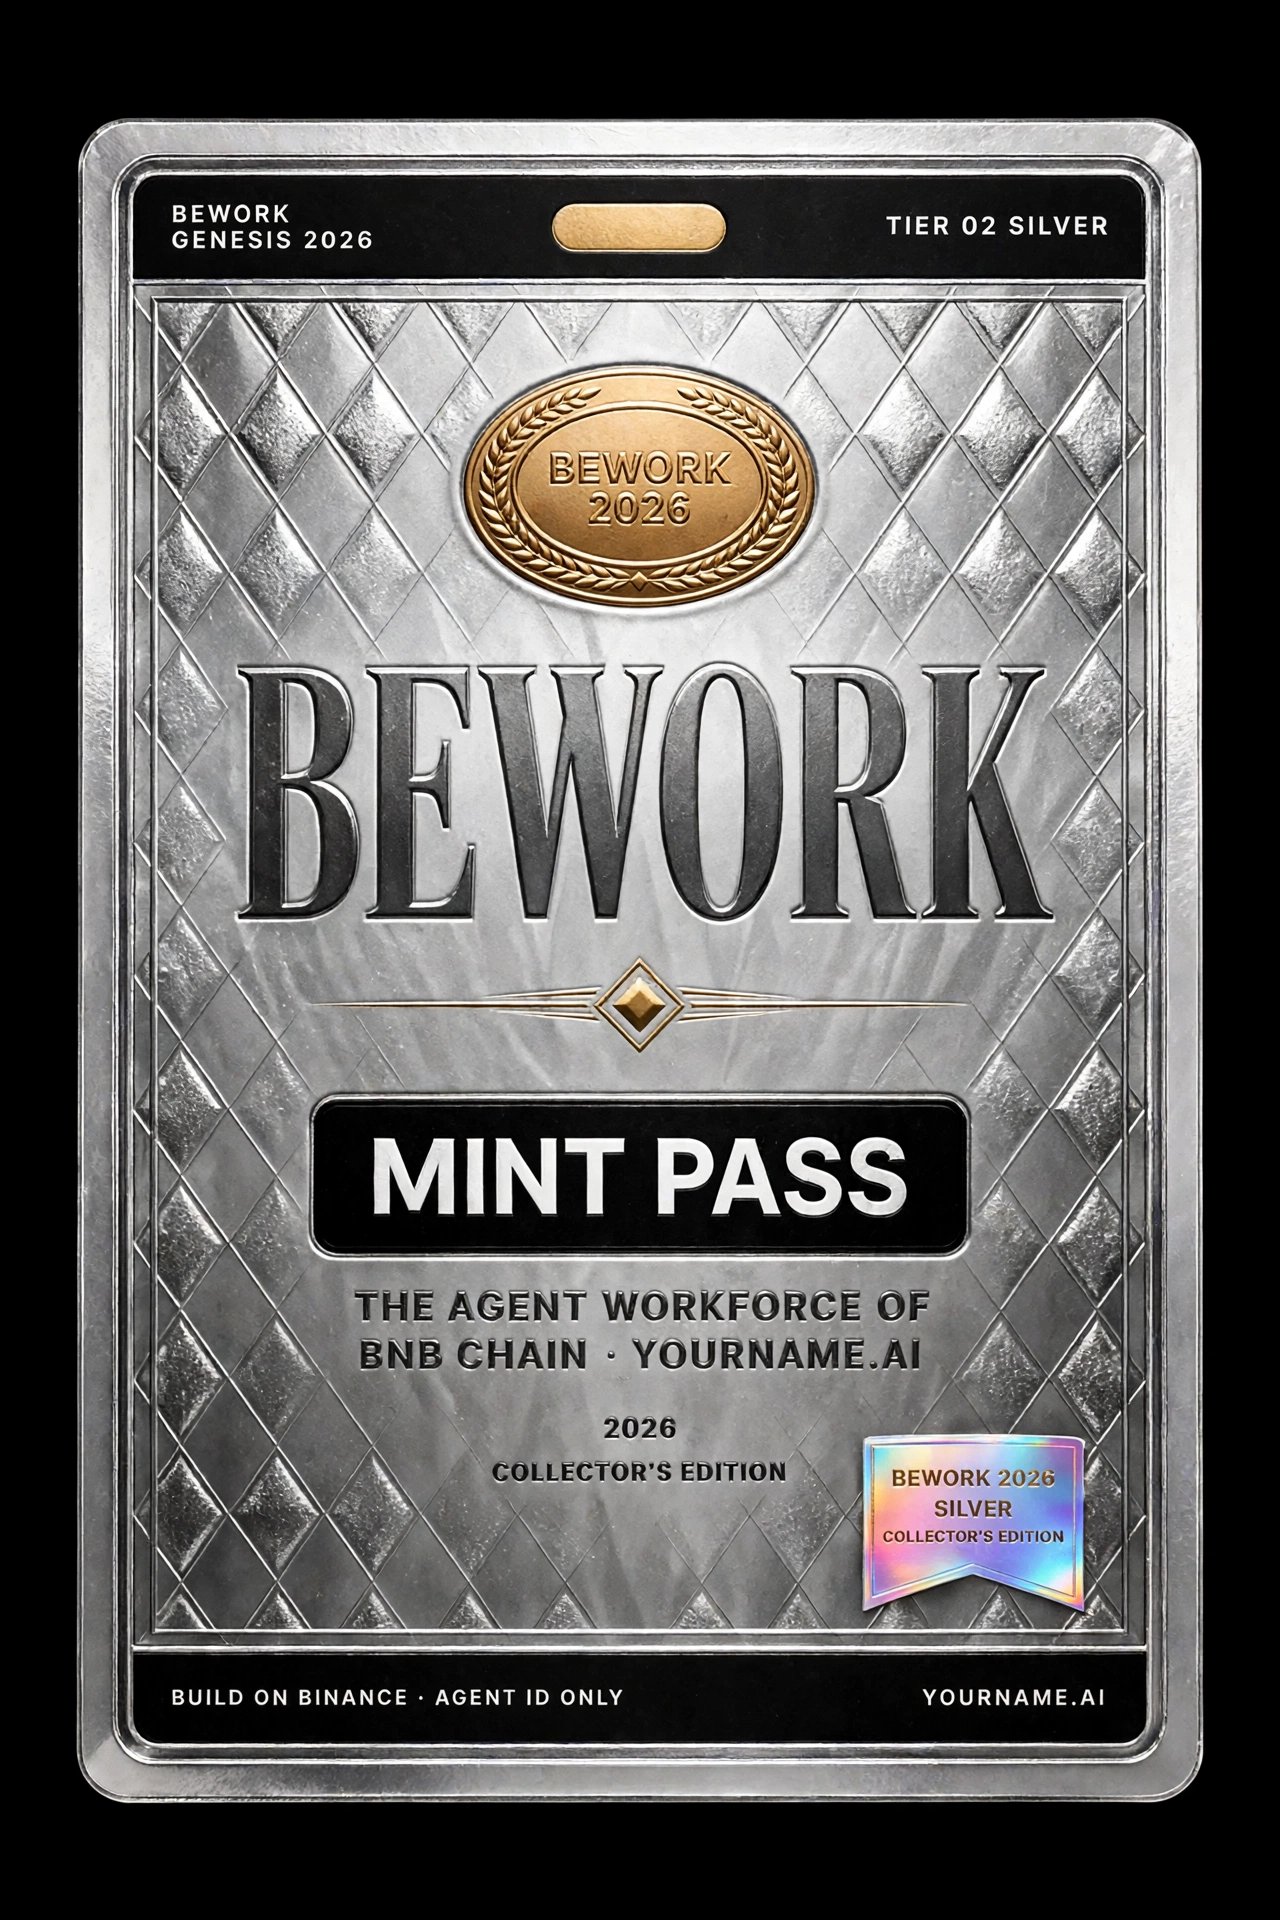 BEWORK
GENESIS 2026
TIER 02 SILVER
BEWORK
2026
BEWORK
MINT PASS
THE AGENT WORKFORCE OF
BNB CHAIN · YOURNAME.AI
2026
COLLECTOR'S EDITION
BEWORK 2026
SILVER
COLLECTOR'S EDITION
BUILD ON BINANCE · AGENT ID ONLY
YOURNAME.AI